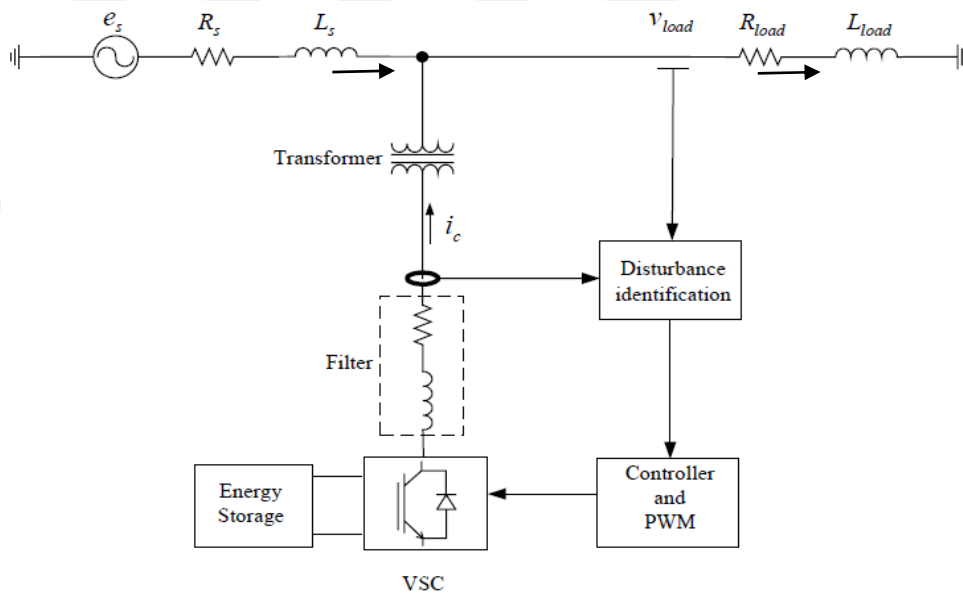 e_s
R_s
L_s
v_load
R_load
L_load
Transformer
i_c
Disturbance
identification
Filter
Energy
Storage
Controller
and
PWM
VSC